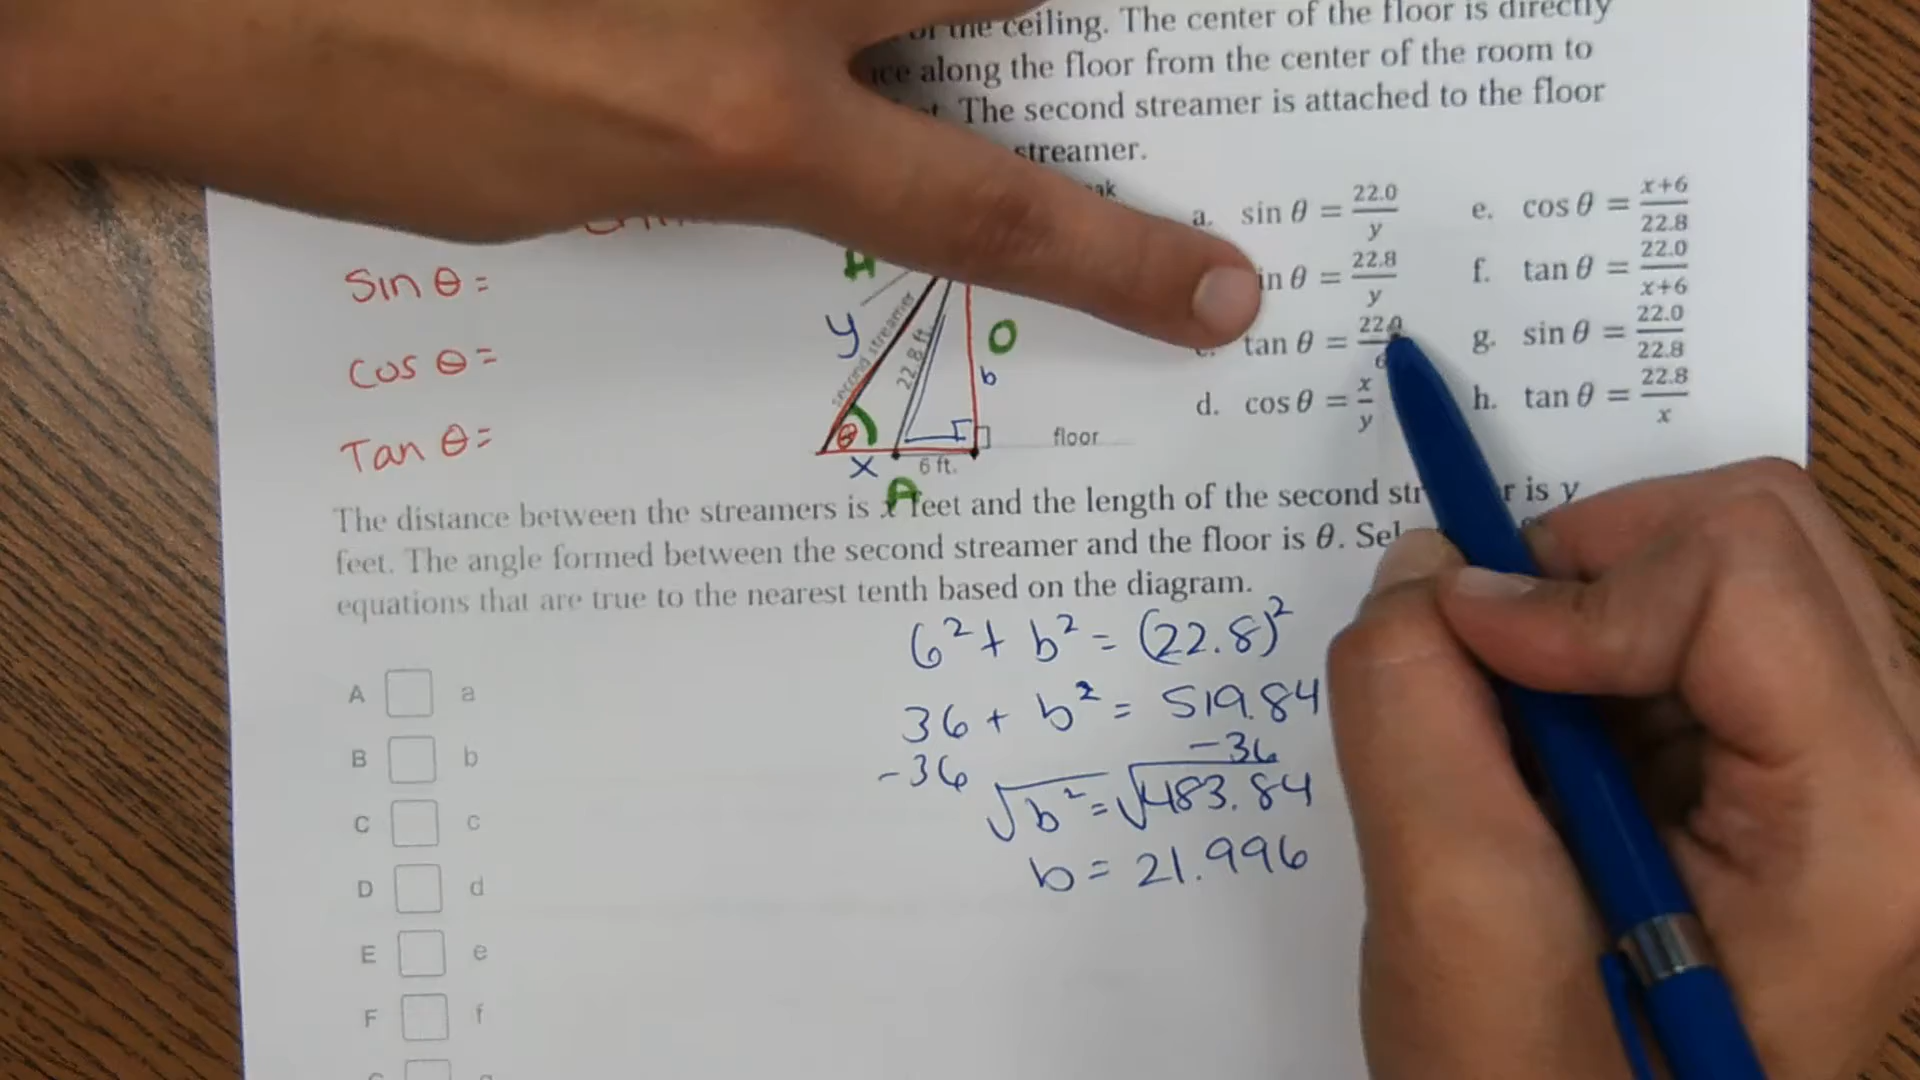 of the ceiling. The center of the floor is directly
along the floor from the center of the room to
The second streamer is attached to the floor
streamer.
a. sin θ = 22.0/y
in θ = 22.8/y
tan θ = 22.0/6
d. cos θ = x/y
e. cos θ = x+6/22.8
f. tan θ = 22.0/x+6
g. sin θ = 22.0/22.8
h. tan θ = 22.8/x
Sin θ =
Cos θ =
Tan θ =
H
y
second streamer
22.8 ft.
O
b
θ
floor
x
6 ft.
A
The distance between the streamers is x feet and the length of the second str r is y
feet. The angle formed between the second streamer and the floor is θ. Sel
equations that are true to the nearest tenth based on the diagram.
6² + b² = (22.8)²
36 + b² = 519.84
-36 -36
√b² = √483.84
b = 21.996
A a
B b
C c
D d
E e
F f